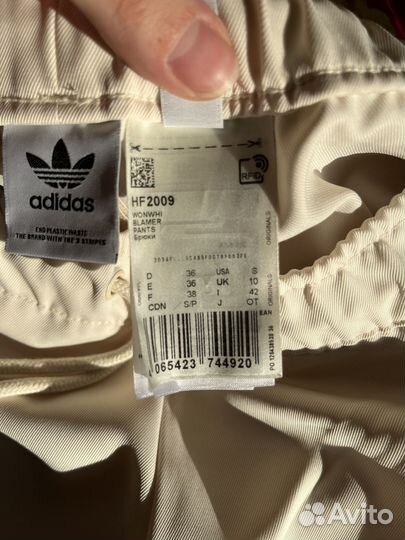 adidas
END PLASTIC WASTE
THE BRAND WITH THE 3 STRIPES
RFID
HF2009
WONWHI
BLAMER
PANTS
Брюки
ORIGINALS
D 36 USA S
E 36 UK 10
F 38 I 42
CDN S/P J OT
ORIGINALS
EAN
065423 744920
Avito